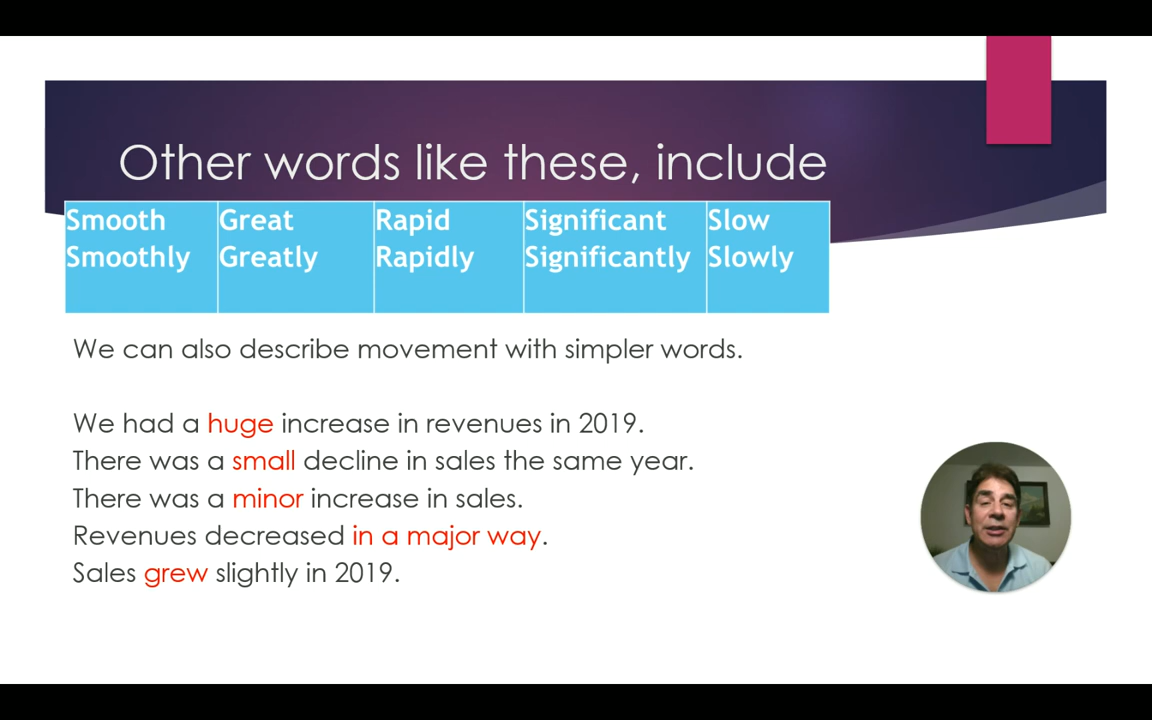 Other words like these, include
Smooth Great Rapid Significant Slow
Smoothly Greatly Rapidly Significantly Slowly
We can also describe movement with simpler words.
We had a huge increase in revenues in 2019.
There was a small decline in sales the same year.
There was a minor increase in sales.
Revenues decreased in a major way.
Sales grew slightly in 2019.